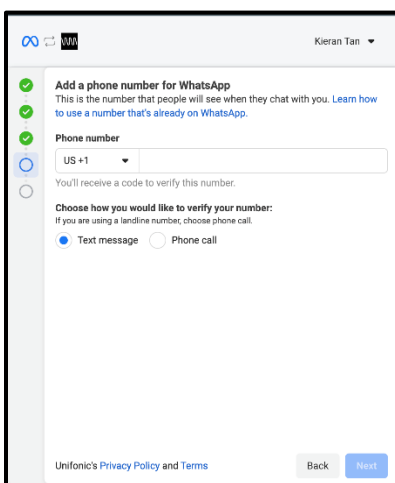 Kieran Tan
Add a phone number for WhatsApp
This is the number that people will see when they chat with you. Learn how
to use a number that's already on WhatsApp.
Phone number
US +1
You'll receive a code to verify this number.
Choose how you would like to verify your number:
If you are using a landline number, choose phone call.
Text message Phone call
Unifonic's Privacy Policy and Terms Back Next